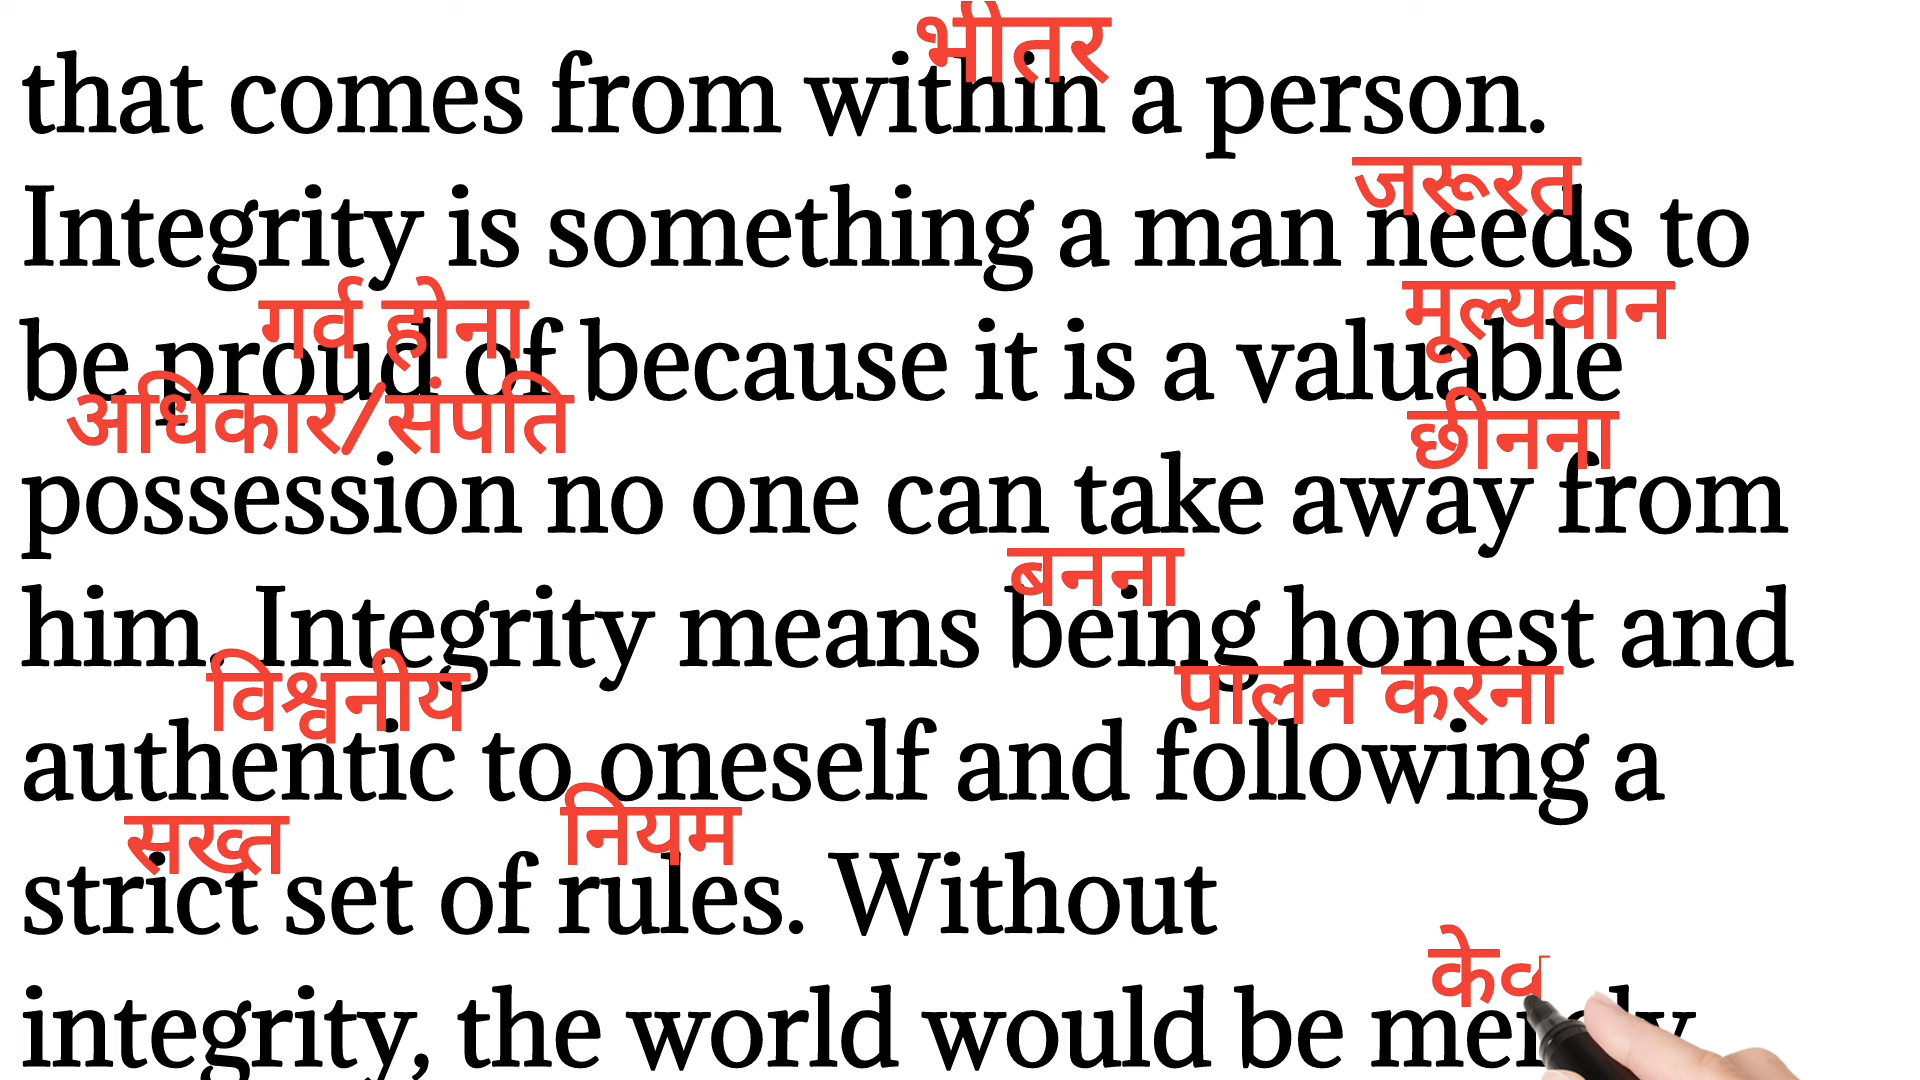 भीतर
that comes from within a person.
जरूरत
Integrity is something a man needs to
गर्व होना मूल्यवान
be proud of because it is a valuable
अधिकार/संपति छीनना
possession no one can take away from
बनना
him. Integrity means being honest and
विश्वनीय पालन करना
authentic to oneself and following a
सख्त नियम
strict set of rules. Without
integrity, the world would be